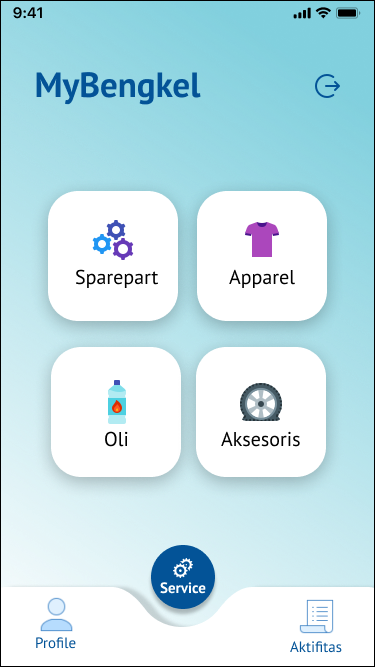 9:41
MyBengkel
Sparepart
Apparel
Oli
Aksesoris
Service
Profile
Aktifitas